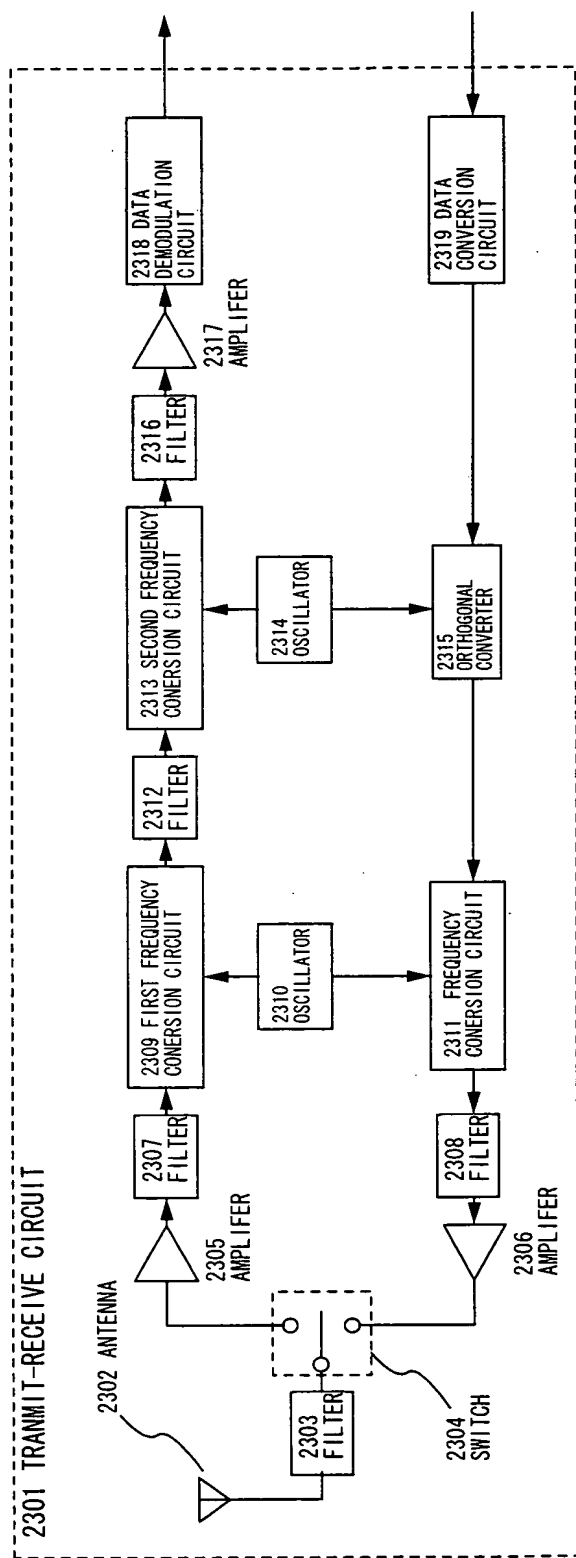 2301 TRANMIT-RECEIVE CIRCUIT
2302 ANTENNA
2303
FILTER
2304
SWITCH
2305
AMPLIFER
2307
FILTER
2309 FIRST FREQUENCY
CONERSION CIRCUIT
2312
FILTER
2313 SECOND FREQUENCY
CONERSION CIRCUIT
2316
FILTER
2317
AMPLIFER
2318 DATA
DEMODULATION
CIRCUIT
2310
OSCILLATOR
2314
OSCILLATOR
2306
AMPLIFER
2308
FILTER
2311 FREQUENCY
CONERSION CIRCUIT
2315
ORTHOGONAL
CONVERTER
2319 DATA
CONVERSION
CIRCUIT